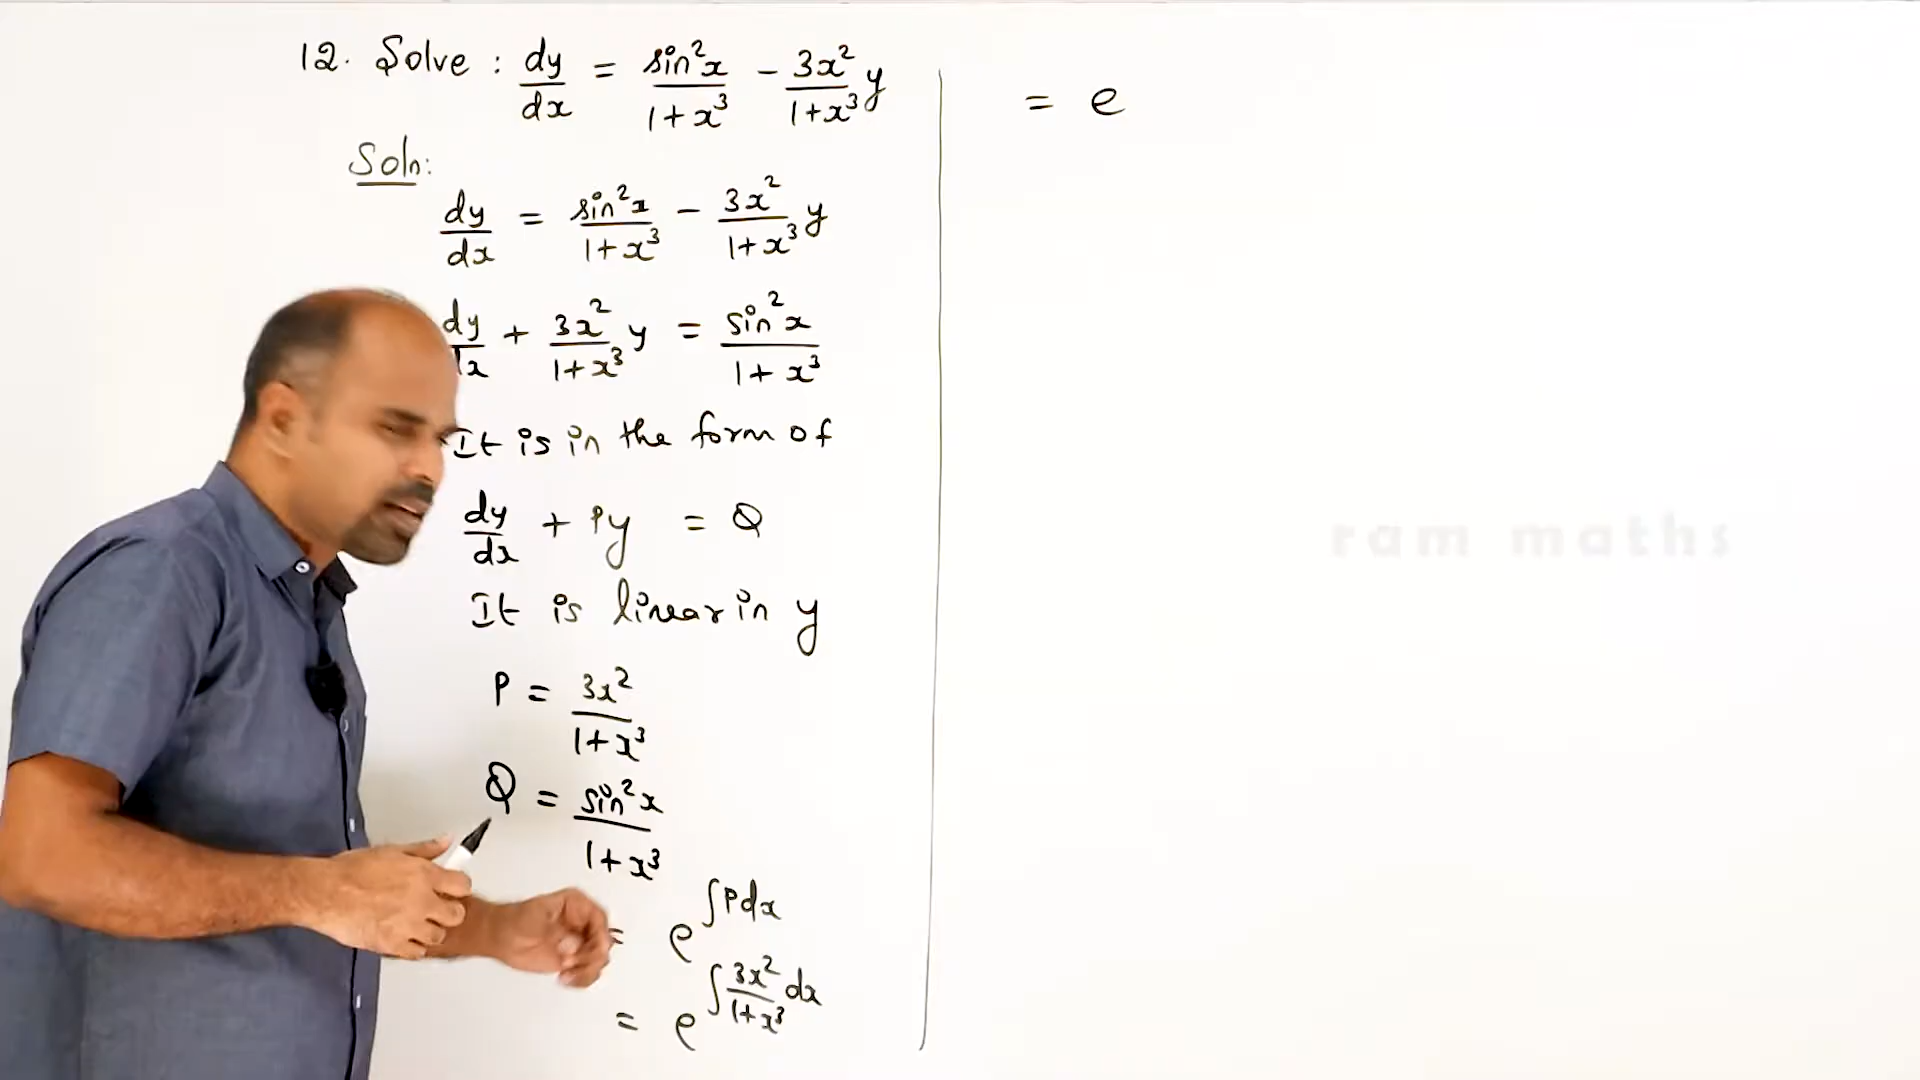 12. Solve : dy/dx = sin²x/1+x³ − 3x²/1+x³ y
Soln:
dy/dx = sin²x/1+x³ − 3x²/1+x³ y
dy/dx + 3x²/1+x³ y = sin²x/1+x³
It is in the form of
dy/dx + Py = Q
It is linear in y
P = 3x²/1+x³
Q = sin²x/1+x³
= e^∫Pdx
= e^∫3x²/1+x³ dx
= e
ram maths